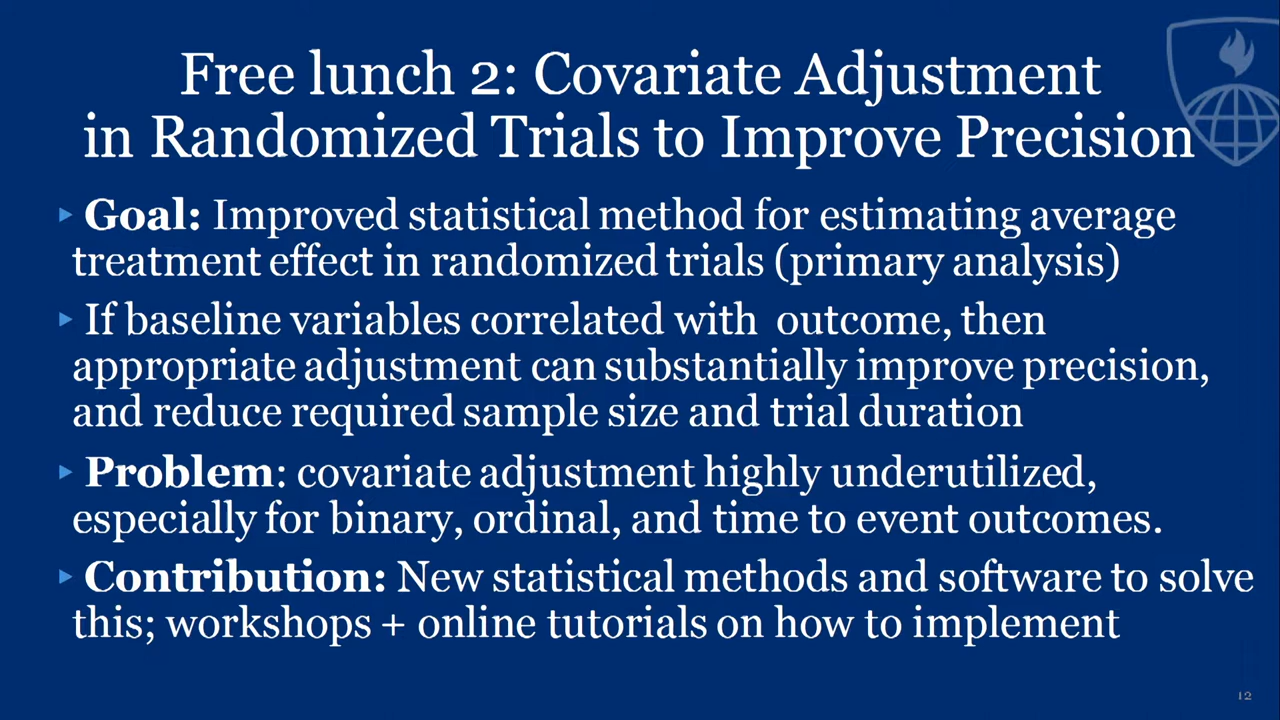 Free lunch 2: Covariate Adjustment
in Randomized Trials to Improve Precision
▸ Goal: Improved statistical method for estimating average
treatment effect in randomized trials (primary analysis)
▸ If baseline variables correlated with  outcome, then
appropriate adjustment can substantially improve precision,
and reduce required sample size and trial duration
▸ Problem: covariate adjustment highly underutilized,
especially for binary, ordinal, and time to event outcomes.
▸ Contribution: New statistical methods and software to solve
this; workshops + online tutorials on how to implement
12